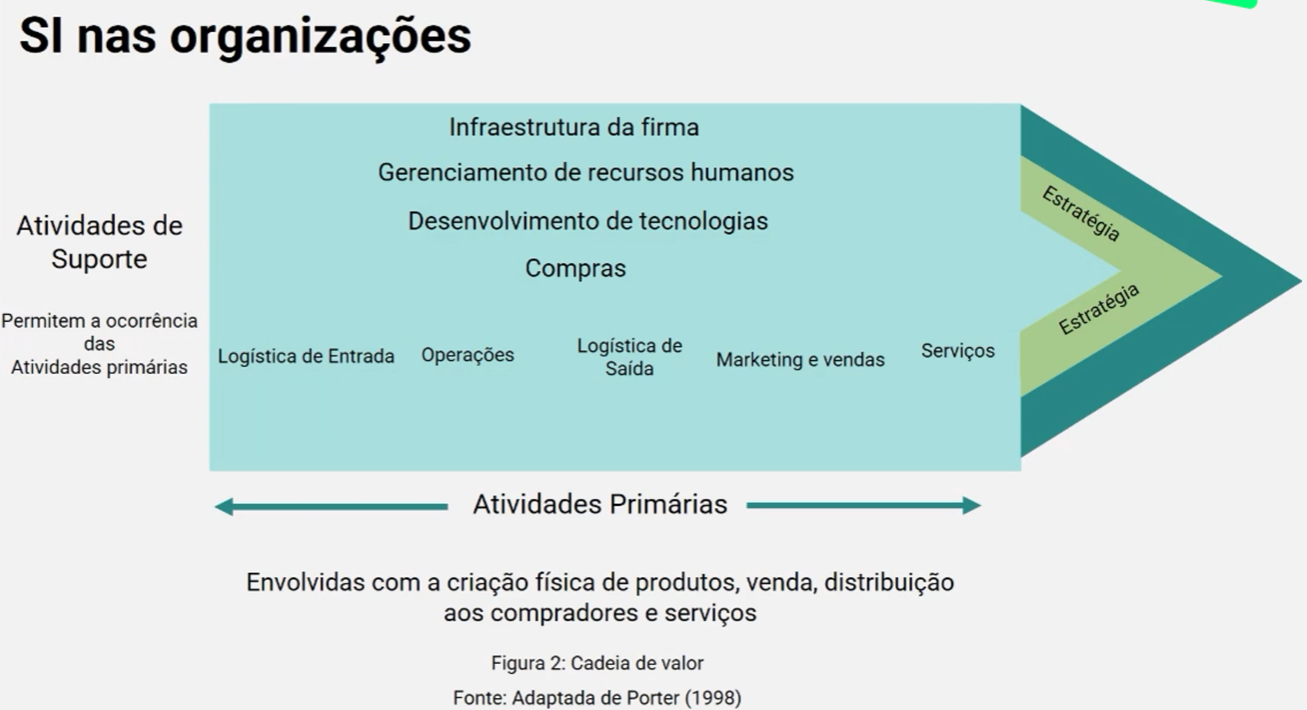 SI nas organizações
Infraestrutura da firma
Gerenciamento de recursos humanos
Desenvolvimento de tecnologias
Compras
Atividades de
Suporte
Permitem a ocorrência
das
Atividades primárias
Logística de Entrada
Operações
Logística de
Saída
Marketing e vendas
Serviços
Estratégia
Estratégia
Atividades Primárias
Envolvidas com a criação física de produtos, venda, distribuição
aos compradores e serviços
Figura 2: Cadeia de valor
Fonte: Adaptada de Porter (1998)